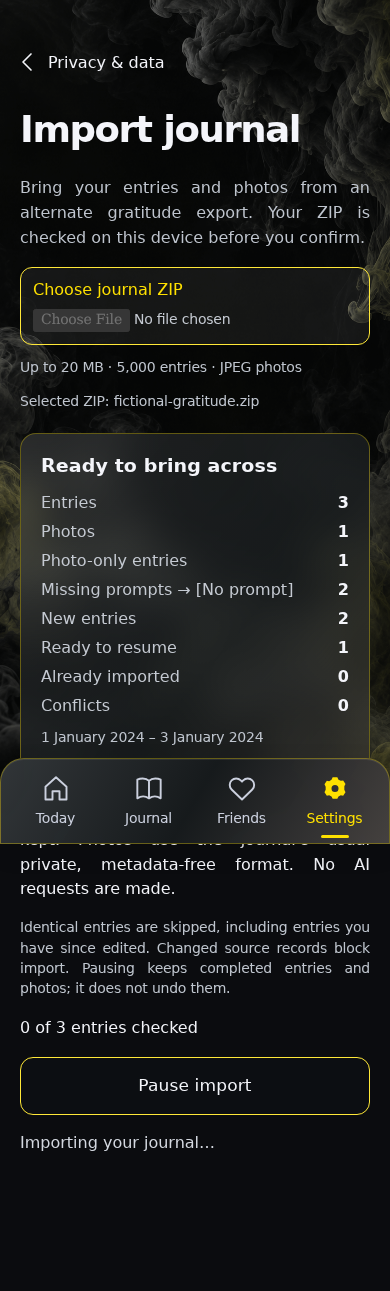 Privacy & data
Import journal
Bring your entries and photos from an
alternate gratitude export. Your ZIP is
checked on this device before you confirm.
Choose journal ZIP
Choose File No file chosen
Up to 20 MB · 5,000 entries · JPEG photos
Selected ZIP: fictional-gratitude.zip
Ready to bring across
Entries 3
Photos 1
Photo-only entries 1
Missing prompts → [No prompt] 2
New entries 2
Ready to resume 1
Already imported 0
Conflicts 0
1 January 2024 – 3 January 2024
Today Journal Friends Settings
private, metadata-free format. No AI
requests are made.
Identical entries are skipped, including entries you
have since edited. Changed source records block
import. Pausing keeps completed entries and
photos; it does not undo them.
0 of 3 entries checked
Pause import
Importing your journal...